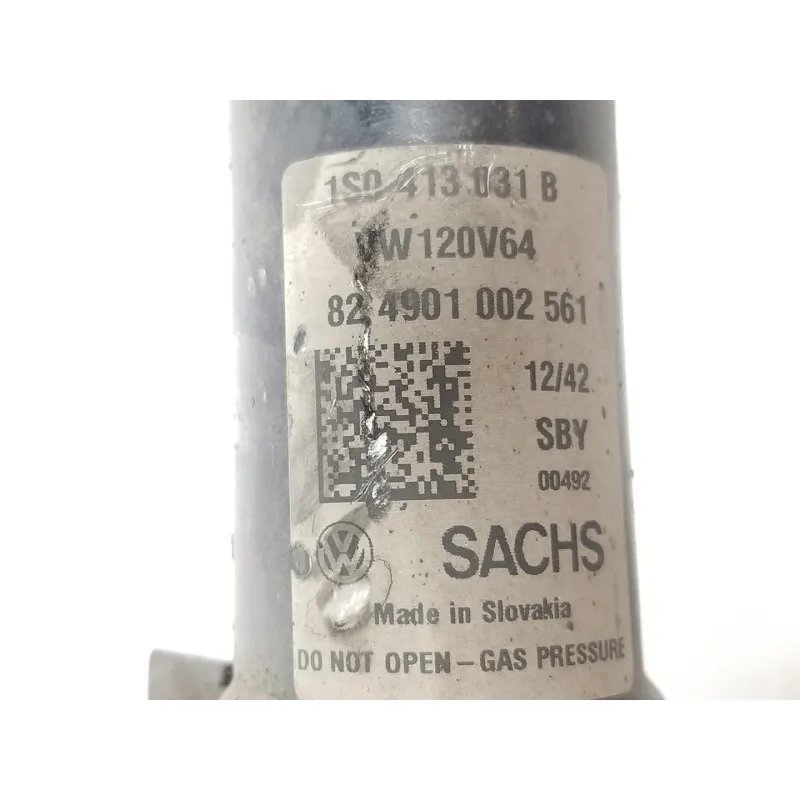 1S0 413 031 B
VW120V64
82 4901 002 561
12/42
SBY
00492
VW
SACHS
Made in Slovakia
DO NOT OPEN - GAS PRESSURE